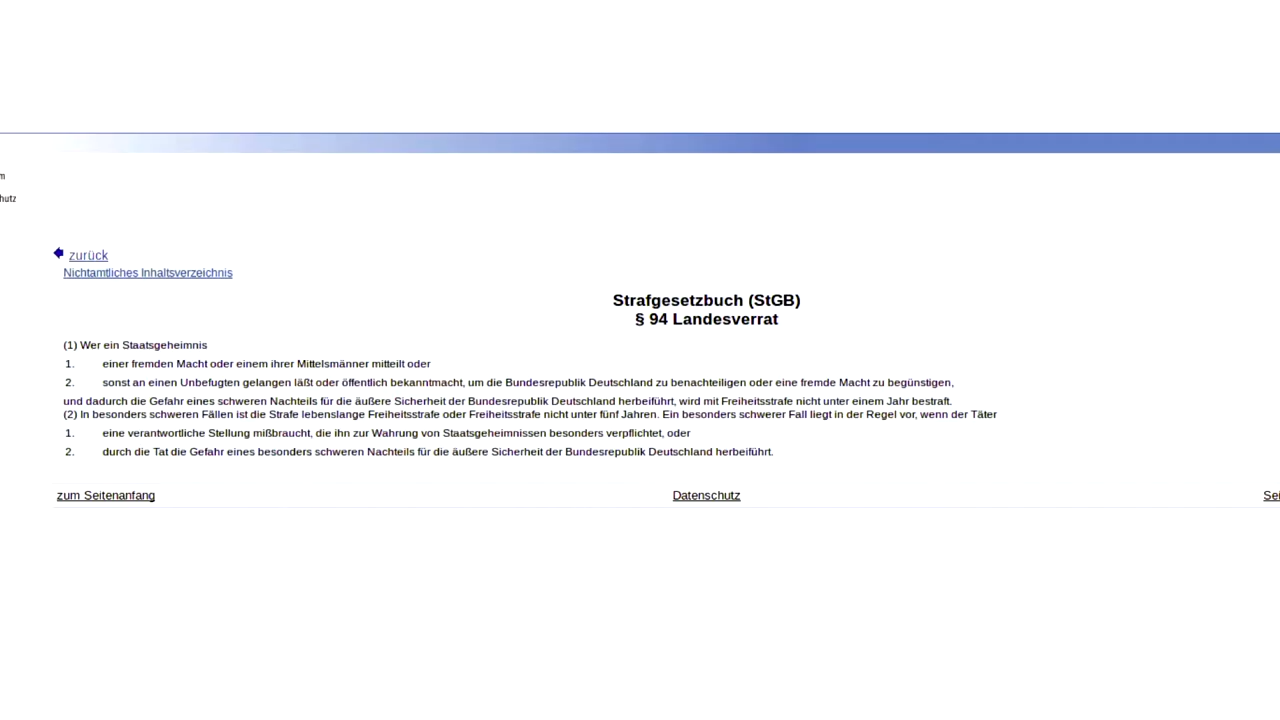 zurück
Nichtamtliches Inhaltsverzeichnis
Strafgesetzbuch (StGB)
§ 94 Landesverrat
(1) Wer ein Staatsgeheimnis
1. einer fremden Macht oder einem ihrer Mittelsmänner mitteilt oder
2. sonst an einen Unbefugten gelangen läßt oder öffentlich bekanntmacht, um die Bundesrepublik Deutschland zu benachteiligen oder eine fremde Macht zu begünstigen,
und dadurch die Gefahr eines schweren Nachteils für die äußere Sicherheit der Bundesrepublik Deutschland herbeiführt, wird mit Freiheitsstrafe nicht unter einem Jahr bestraft.
(2) In besonders schweren Fällen ist die Strafe lebenslange Freiheitsstrafe oder Freiheitsstrafe nicht unter fünf Jahren. Ein besonders schwerer Fall liegt in der Regel vor, wenn der Täter
1. eine verantwortliche Stellung mißbraucht, die ihn zur Wahrung von Staatsgeheimnissen besonders verpflichtet, oder
2. durch die Tat die Gefahr eines besonders schweren Nachteils für die äußere Sicherheit der Bundesrepublik Deutschland herbeiführt.
zum Seitenanfang Datenschutz